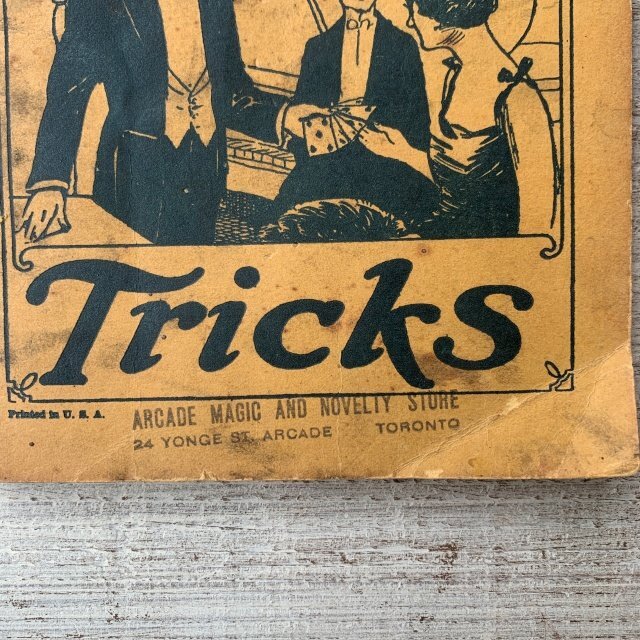 Tricks
Printed in U. S. A.
ARCADE MAGIC AND NOVELTY STORE
24 YONGE ST. ARCADE TORONTO